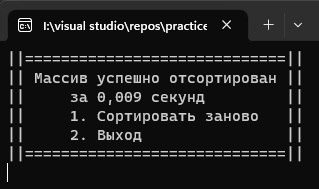 I:\visual studio\repos\practice
||============================||
|| Массив успешно отсортирован ||
|| за 0,009 секунд ||
|| 1. Сортировать заново ||
|| 2. Выход ||
||============================||